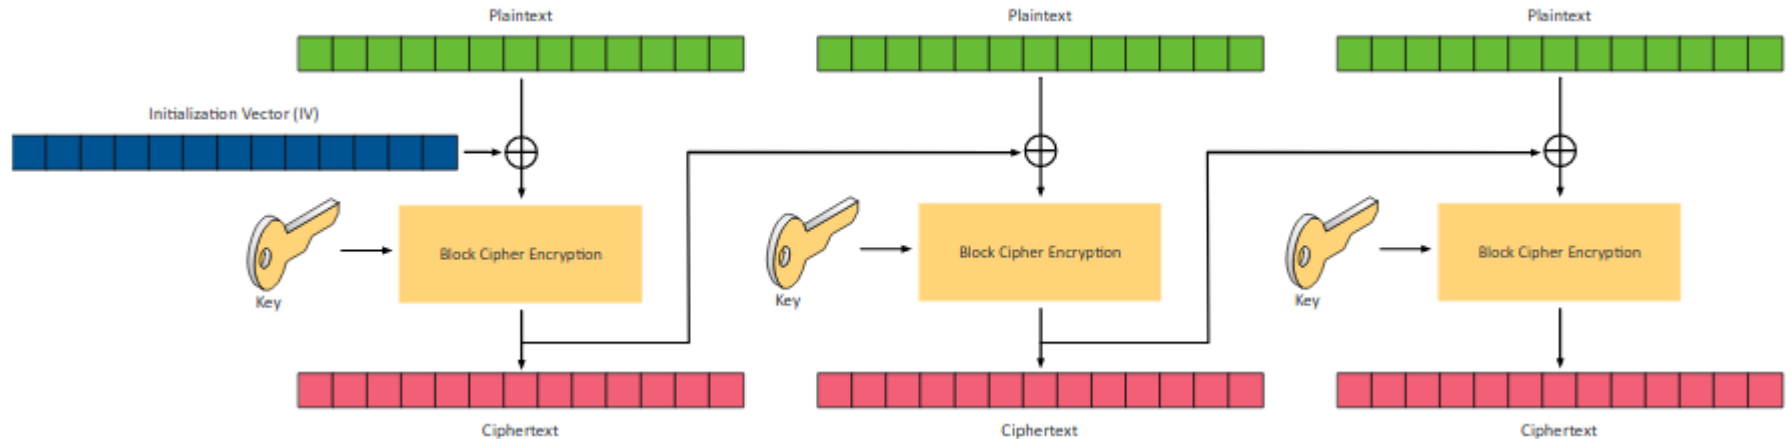 Plaintext
Plaintext
Plaintext
Initialization Vector (IV)
Block Cipher Encryption
Block Cipher Encryption
Block Cipher Encryption
Key
Key
Key
Ciphertext
Ciphertext
Ciphertext